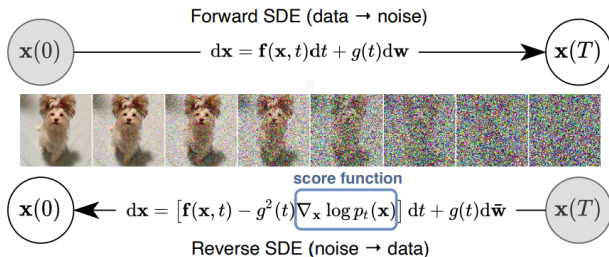 Forward SDE (data → noise)
x(0) dx = f(x, t)dt + g(t)dw x(T)
score function
x(0) dx = [f(x, t) − g²(t)∇ₓ log pₜ(x)] dt + g(t)dw̄ x(T)
Reverse SDE (noise → data)